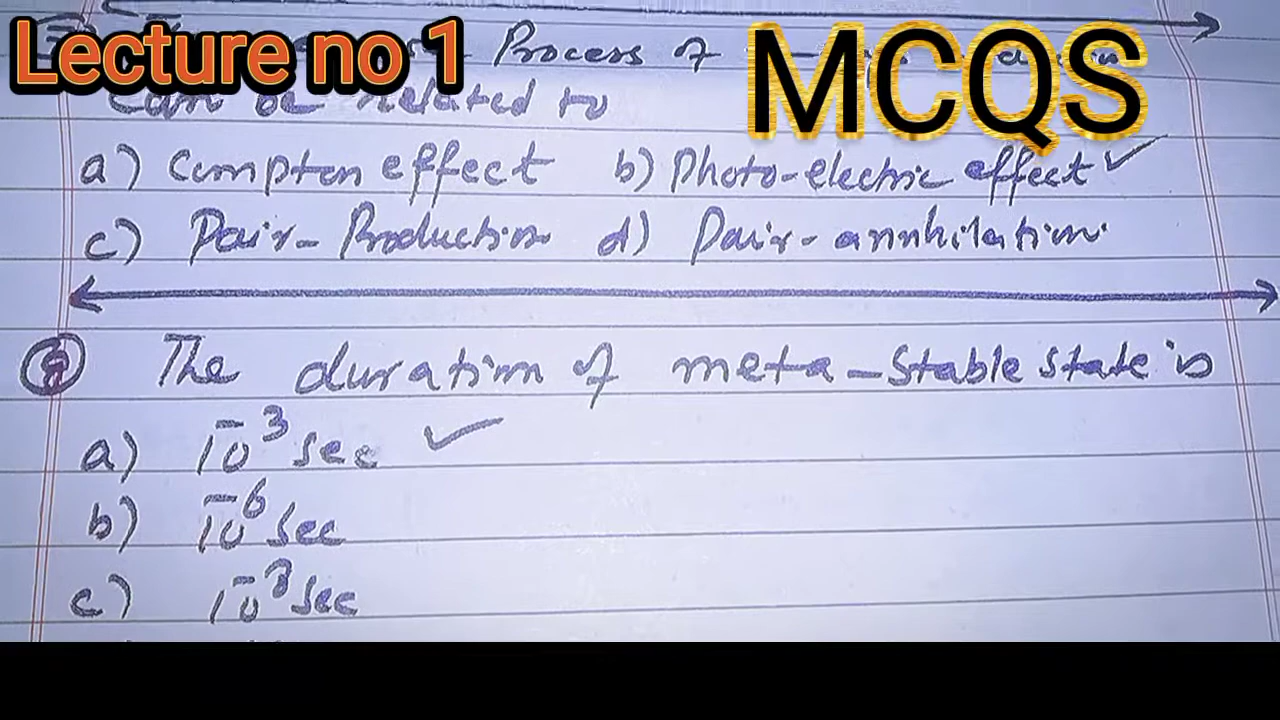 Lecture no 1
MCQS
Process of
can be related to
a) Compton effect b) Photo-electric effect ✓
c) Pair-Production d) Pair-annhilation.
The duration of meta-stable state is
a) 10⁻³ sec ✓
b) 10⁻⁶ sec
c) 10⁻⁸ sec